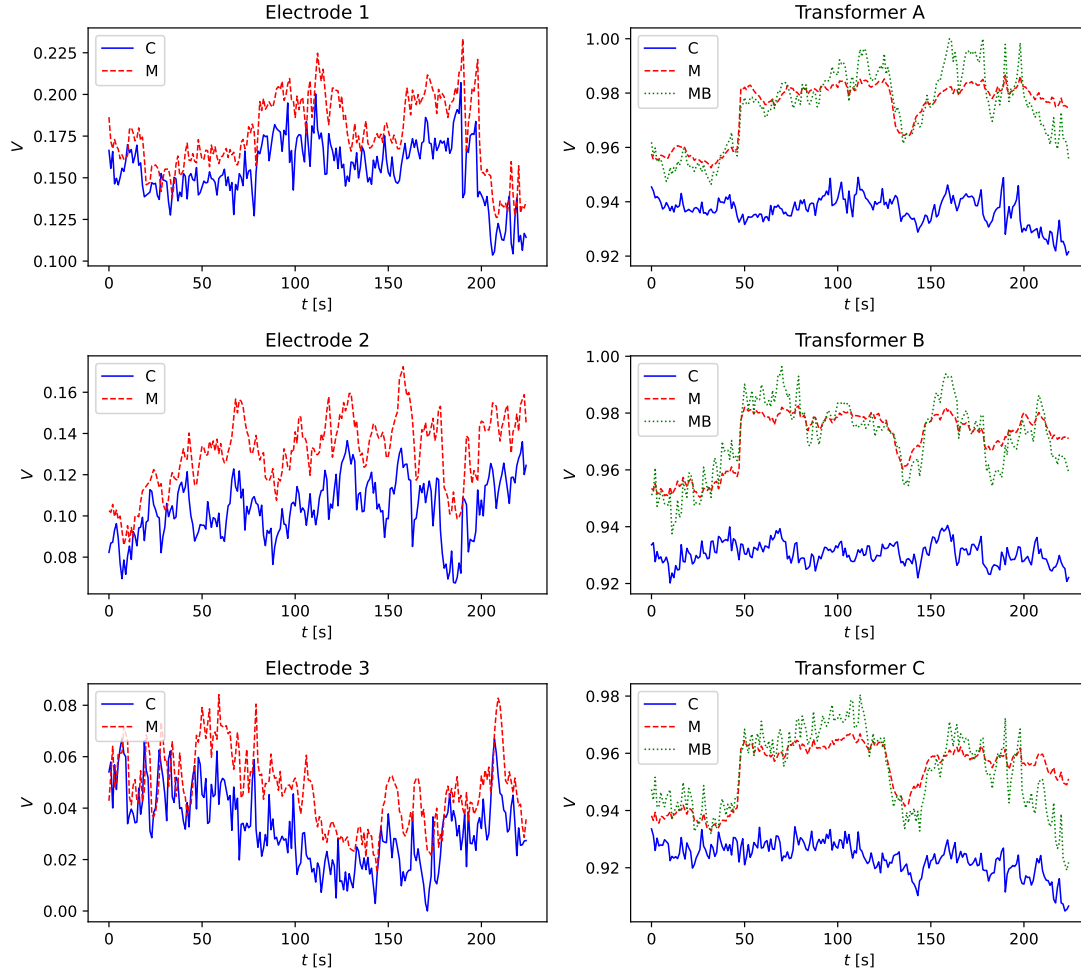 Electrode 1
C
M
0.225
0.200
0.175
0.150
0.125
0.100
V
0
50
100
150
200
t [s]
Transformer A
C
M
MB
1.00
0.98
0.96
0.94
0.92
V
0
50
100
150
200
t [s]
Electrode 2
C
M
0.16
0.14
0.12
0.10
0.08
V
0
50
100
150
200
t [s]
Transformer B
C
M
MB
1.00
0.98
0.96
0.94
0.92
V
0
50
100
150
200
t [s]
Electrode 3
C
M
0.08
0.06
0.04
0.02
0.00
V
0
50
100
150
200
t [s]
Transformer C
C
M
MB
0.98
0.96
0.94
0.92
V
0
50
100
150
200
t [s]